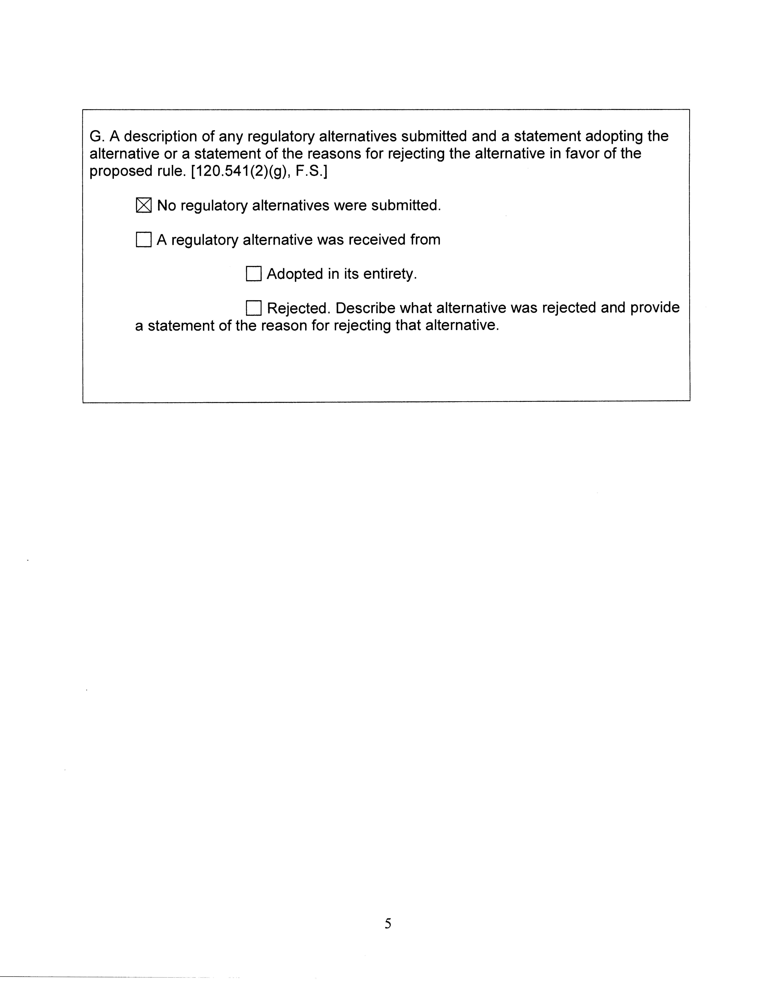 G. A description of any regulatory alternatives submitted and a statement adopting the
alternative or a statement of the reasons for rejecting the alternative in favor of the
proposed rule. [120.541(2)(g), F.S.]
☒ No regulatory alternatives were submitted.
☐ A regulatory alternative was received from
☐ Adopted in its entirety.
☐ Rejected. Describe what alternative was rejected and provide
a statement of the reason for rejecting that alternative.
5